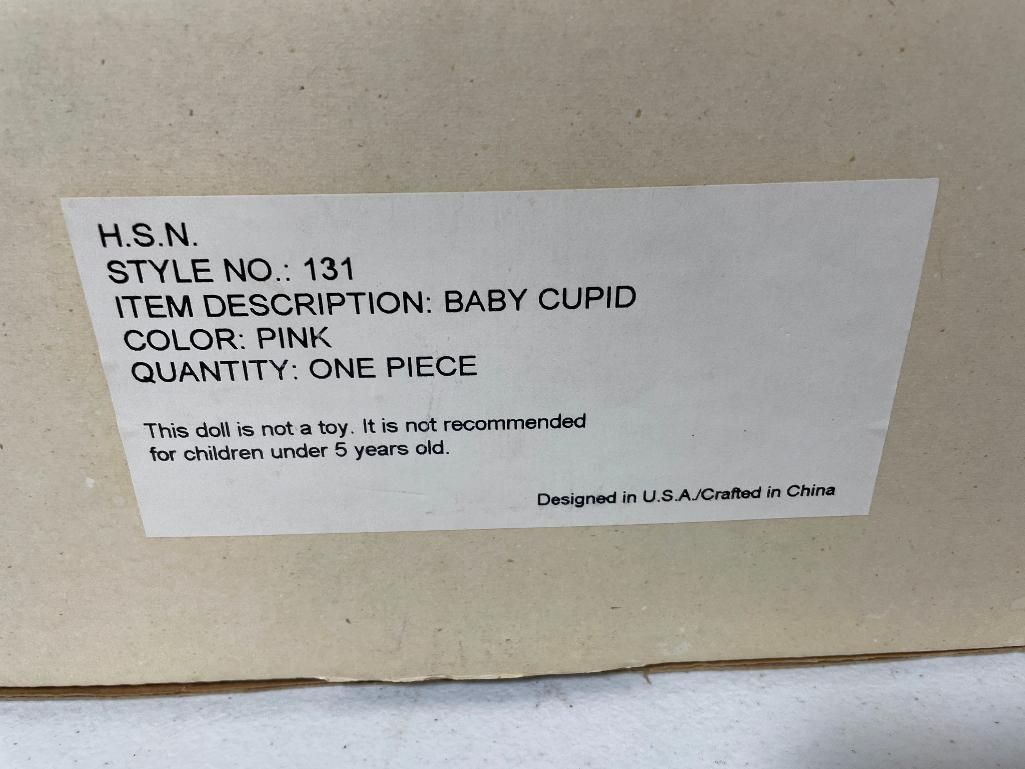 H.S.N.
STYLE NO.: 131
ITEM DESCRIPTION: BABY CUPID
COLOR: PINK
QUANTITY: ONE PIECE
This doll is not a toy. It is not recommended
for children under 5 years old.
Designed in U.S.A./Crafted in China